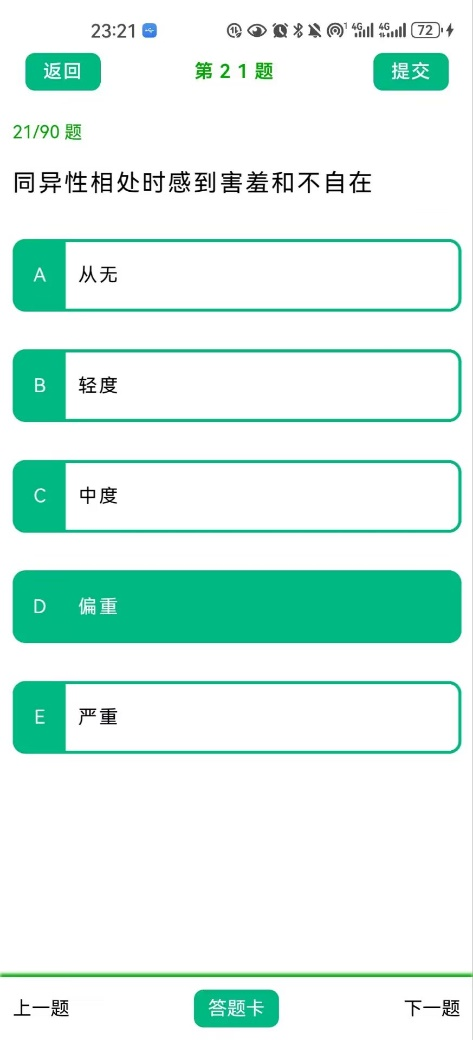 23:21
4G 4G 72
返回
第 2 1 题
提交
21/90 题
同异性相处时感到害羞和不自在
A 从无
B 轻度
C 中度
D 偏重
E 严重
上一题
答题卡
下一题